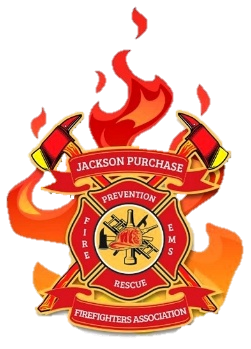 JACKSON PURCHASE
PREVENTION
FIRE
EMS
RESCUE
FIREFIGHTERS ASSOCIATION